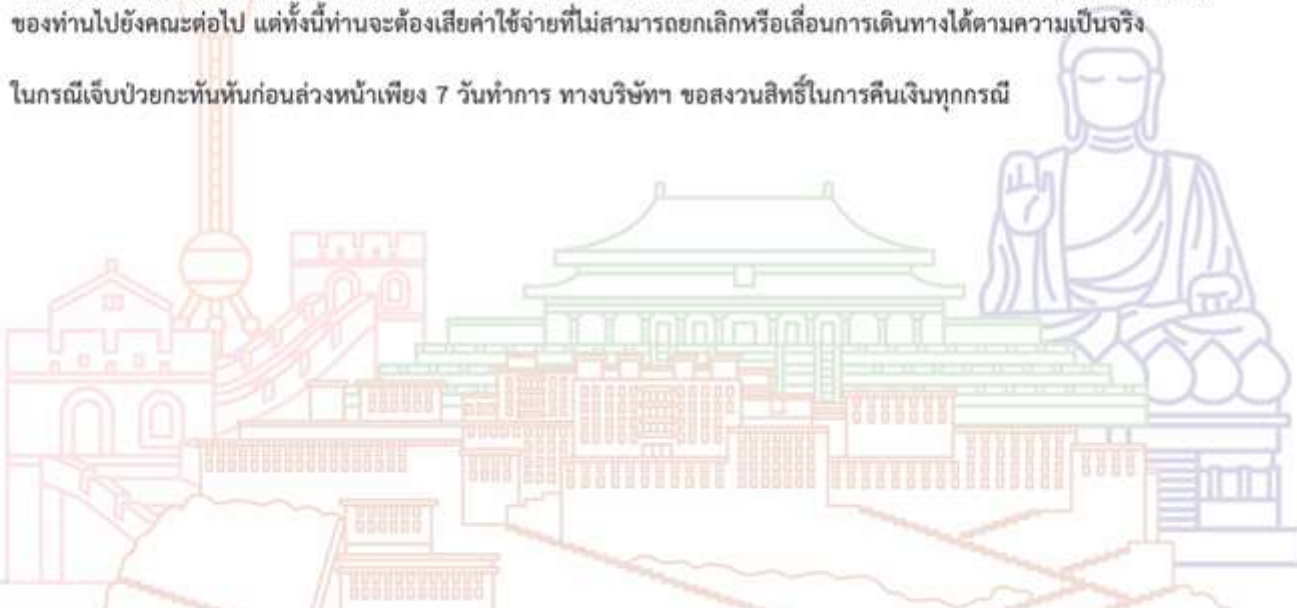 ของท่านไปยังคณะต่อไป แต่ทั้งนี้ท่านจะต้องเสียค่าใช้จ่ายที่ไม่สามารถยกเลิกหรือเลื่อนการเดินทางได้ตามความเป็นจริง
ในกรณีเจ็บป่วยกะทันหันก่อนล่วงหน้าเพียง 7 วันทำการ ทางบริษัทฯ ขอสงวนสิทธิ์ในการคืนเงินทุกกรณี